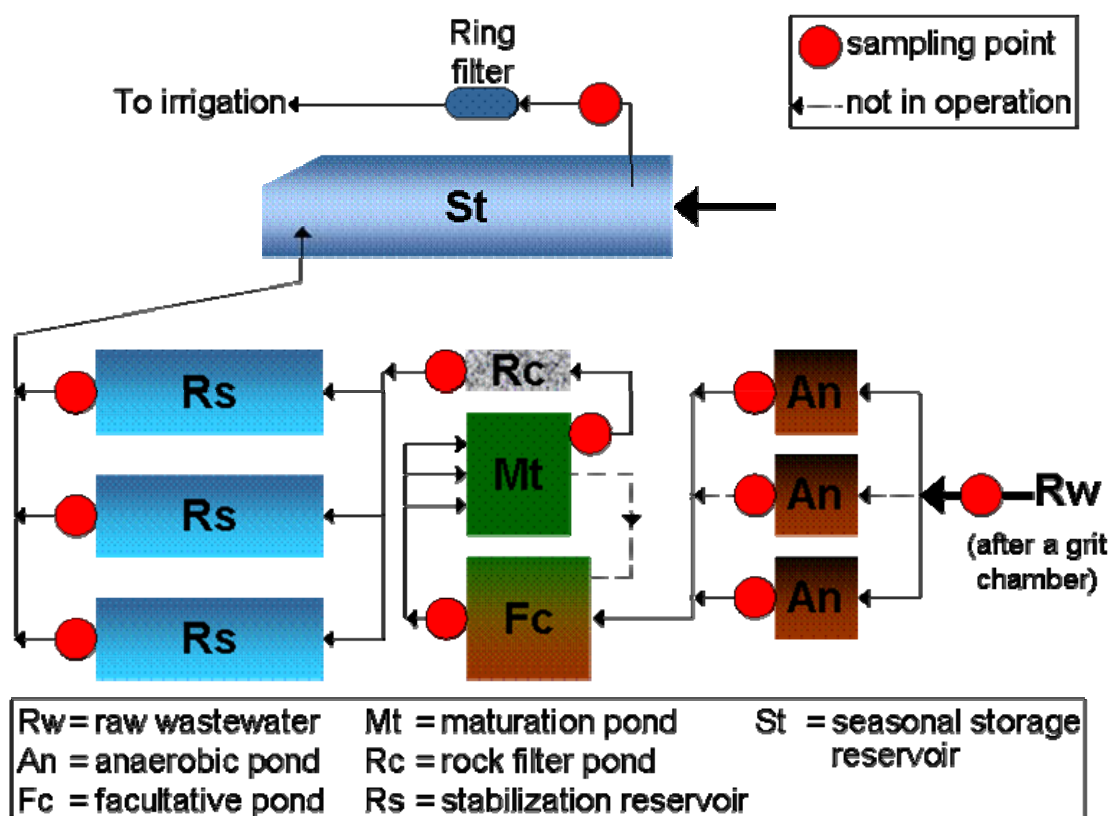 Ring
filter
To irrigation
sampling point
not in operation
St
Rs
Rc
An
Mt
Rs
An
Rw
(after a grit
chamber)
Rs
Fc
An
Rw = raw wastewater
An = anaerobic pond
Fc = facultative pond
Mt = maturation pond
Rc = rock filter pond
Rs = stabilization reservoir
St = seasonal storage
reservoir